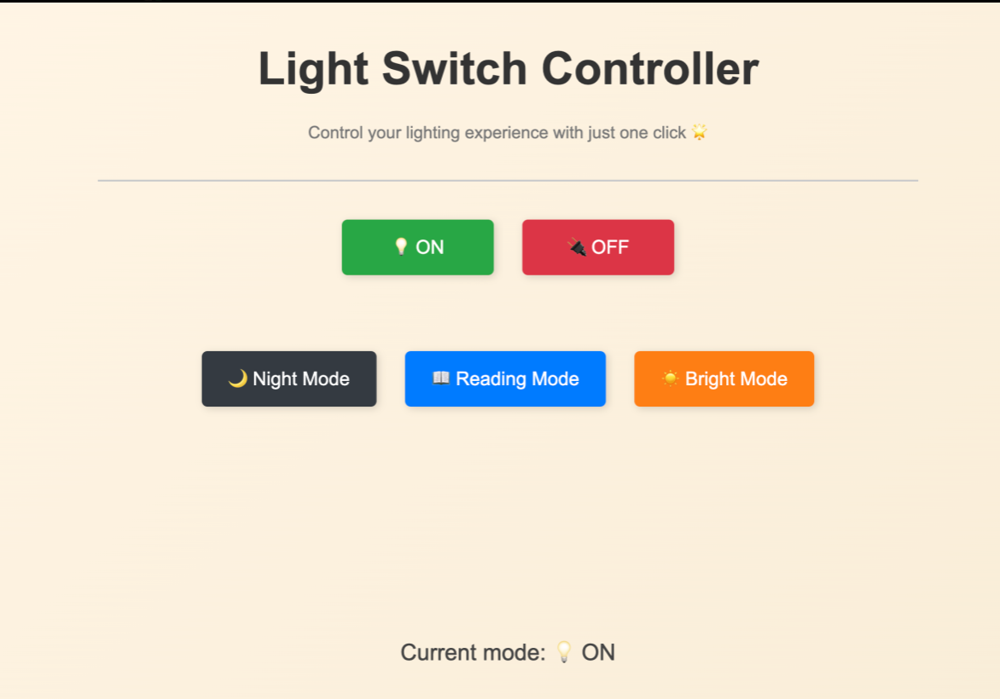 Light Switch Controller
Control your lighting experience with just one click 🌟
💡 ON
🔌 OFF
🌙 Night Mode
📖 Reading Mode
☀️ Bright Mode
Current mode: 💡 ON